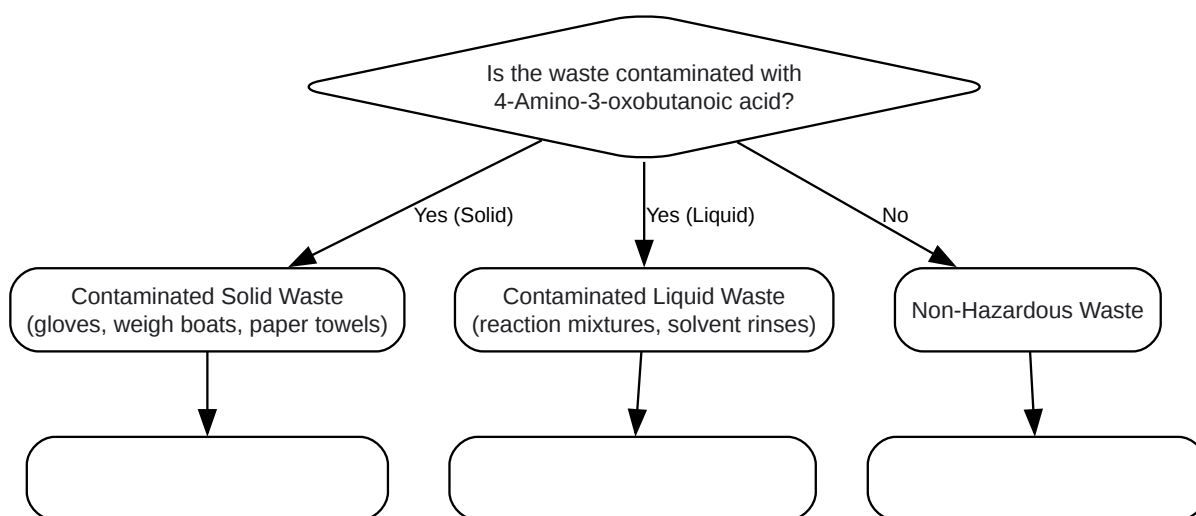 Is the waste contaminated with
4-Amino-3-oxobutanoic acid?
Yes (Solid)
Yes (Liquid)
No
Contaminated Solid Waste
(gloves, weigh boats, paper towels)
Contaminated Liquid Waste
(reaction mixtures, solvent rinses)
Non-Hazardous Waste